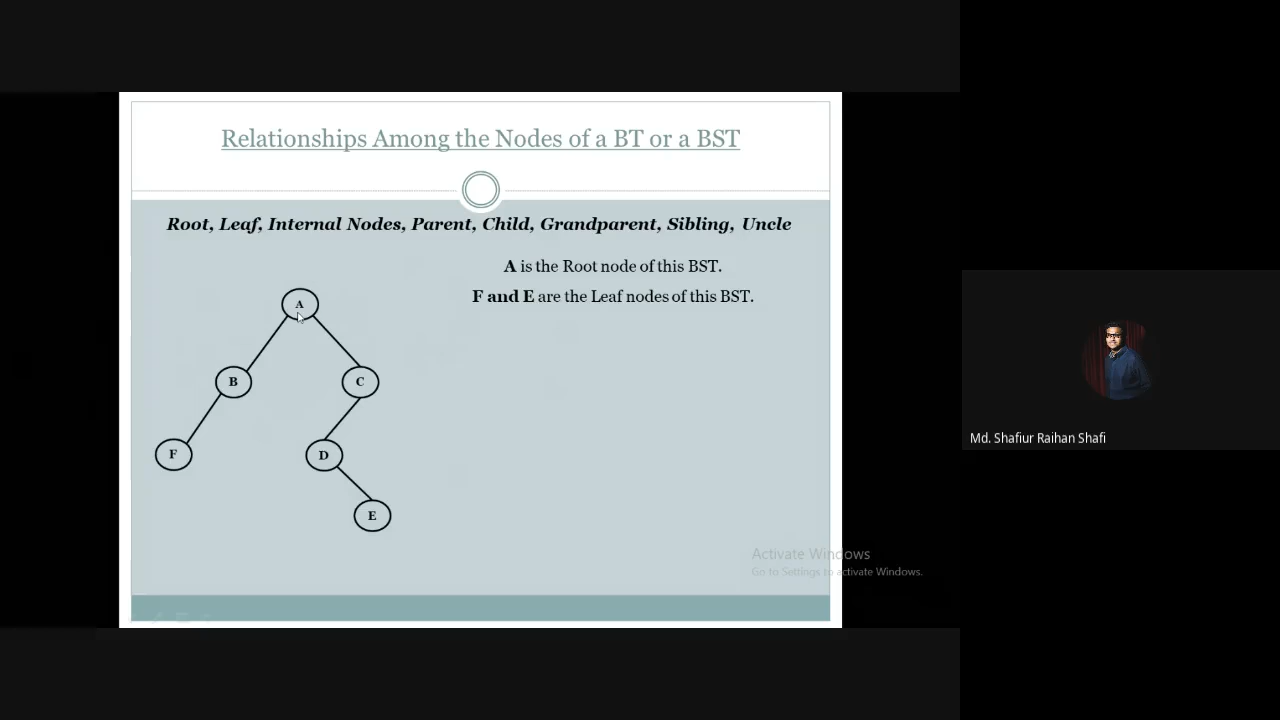 Relationships Among the Nodes of a BT or a BST
Root, Leaf, Internal Nodes, Parent, Child, Grandparent, Sibling, Uncle
A is the Root node of this BST.
F and E are the Leaf nodes of this BST.
A
B
C
F
D
E
Md. Shafiur Raihan Shafi
Activate Windows
Go to Settings to activate Windows.